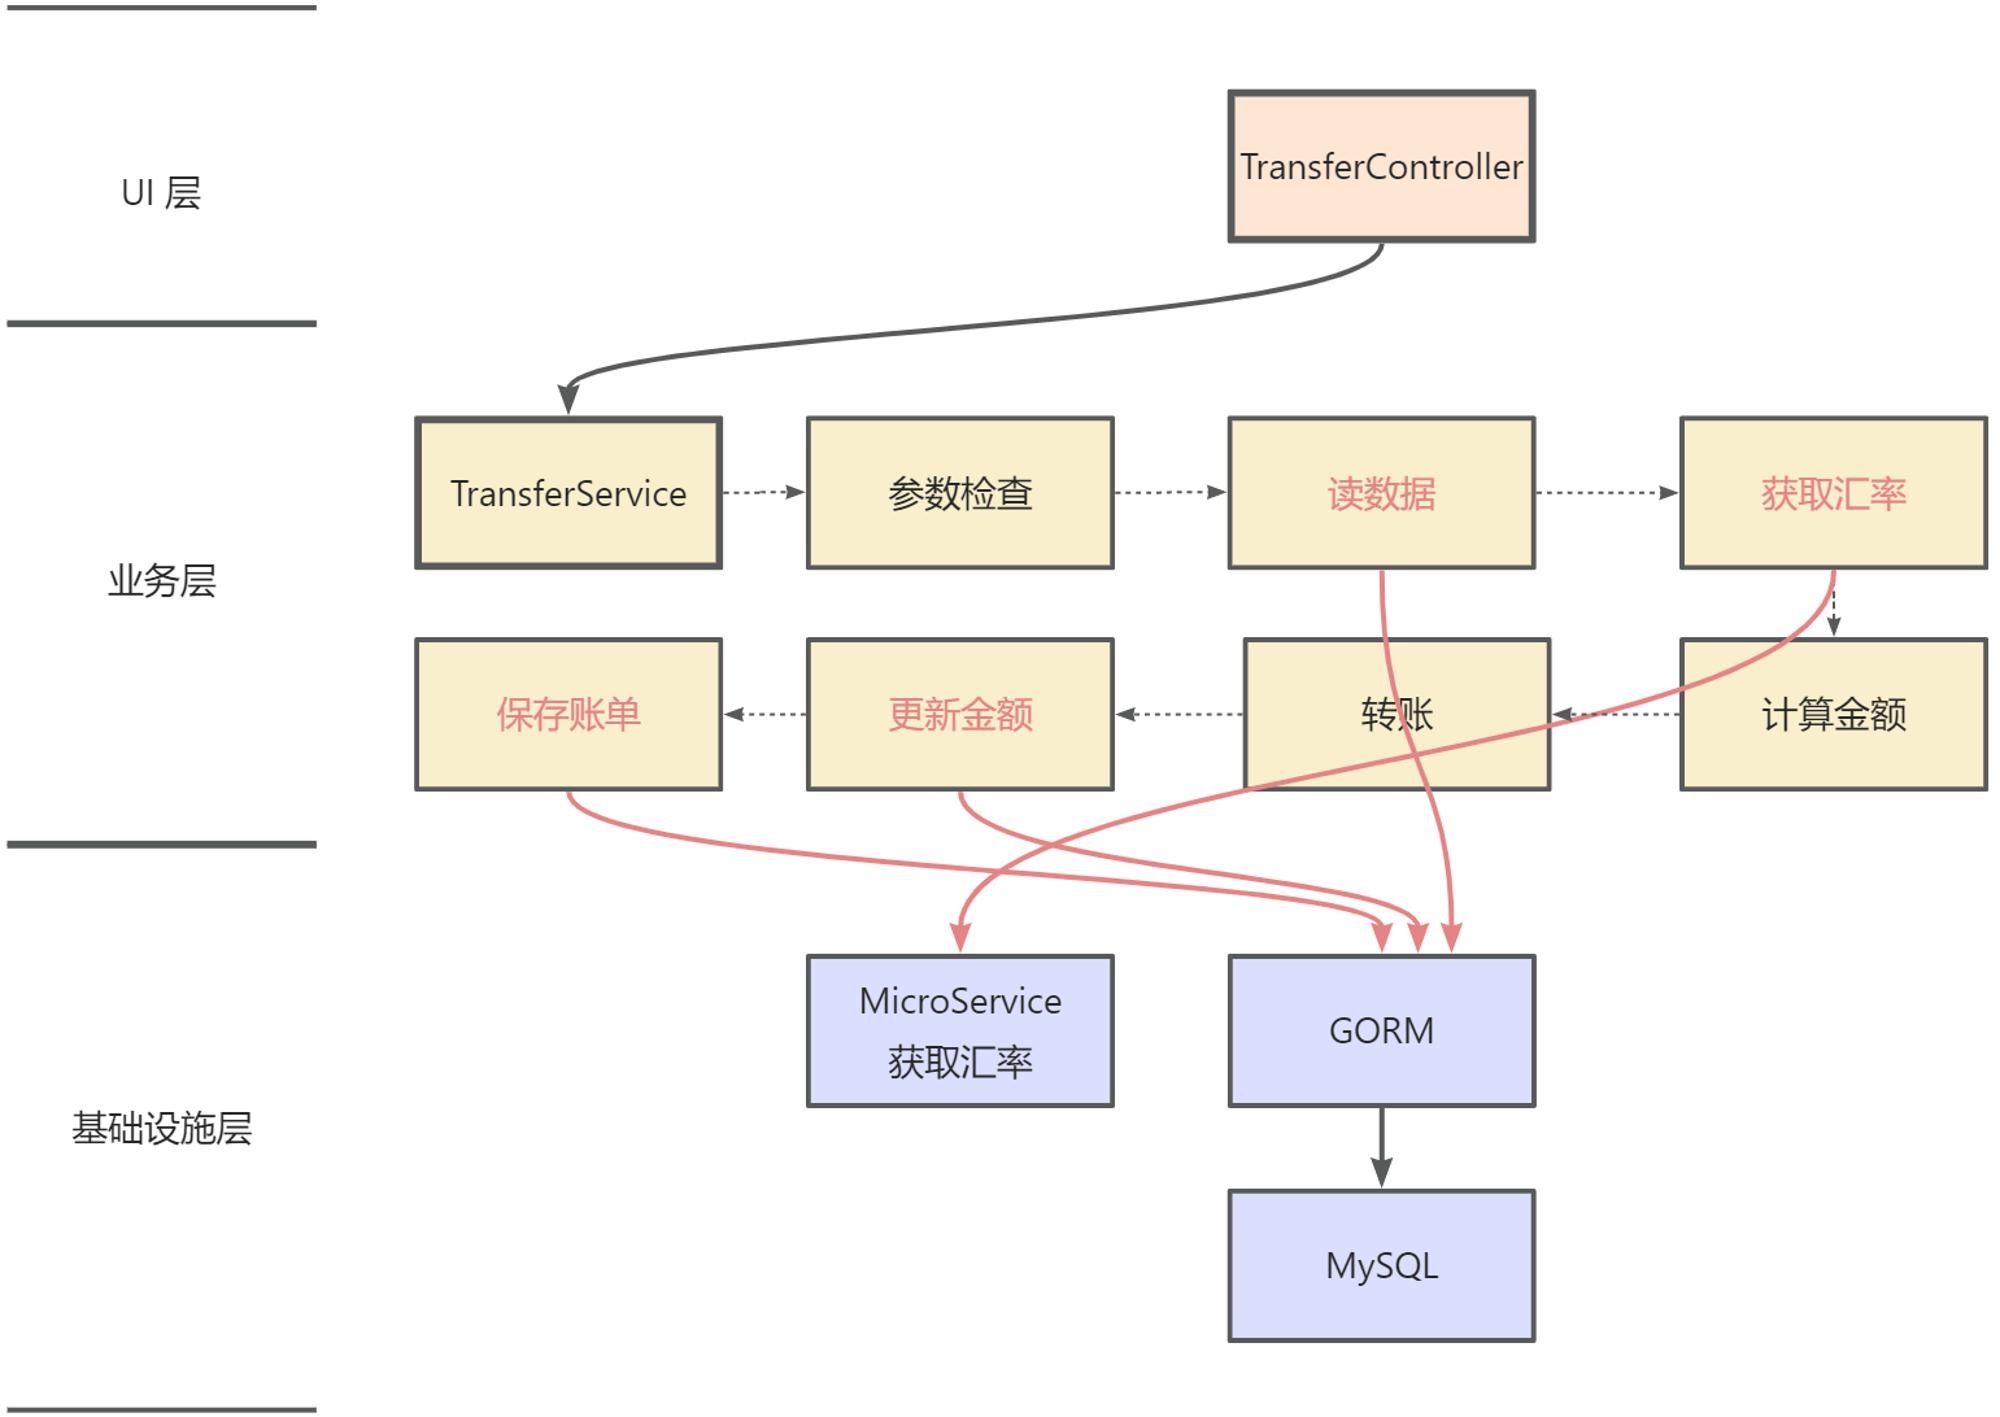 UI 层
TransferController
业务层
TransferService
参数检查
读数据
获取汇率
保存账单
更新金额
转账
计算金额
基础设施层
MicroService
获取汇率
GORM
MySQL